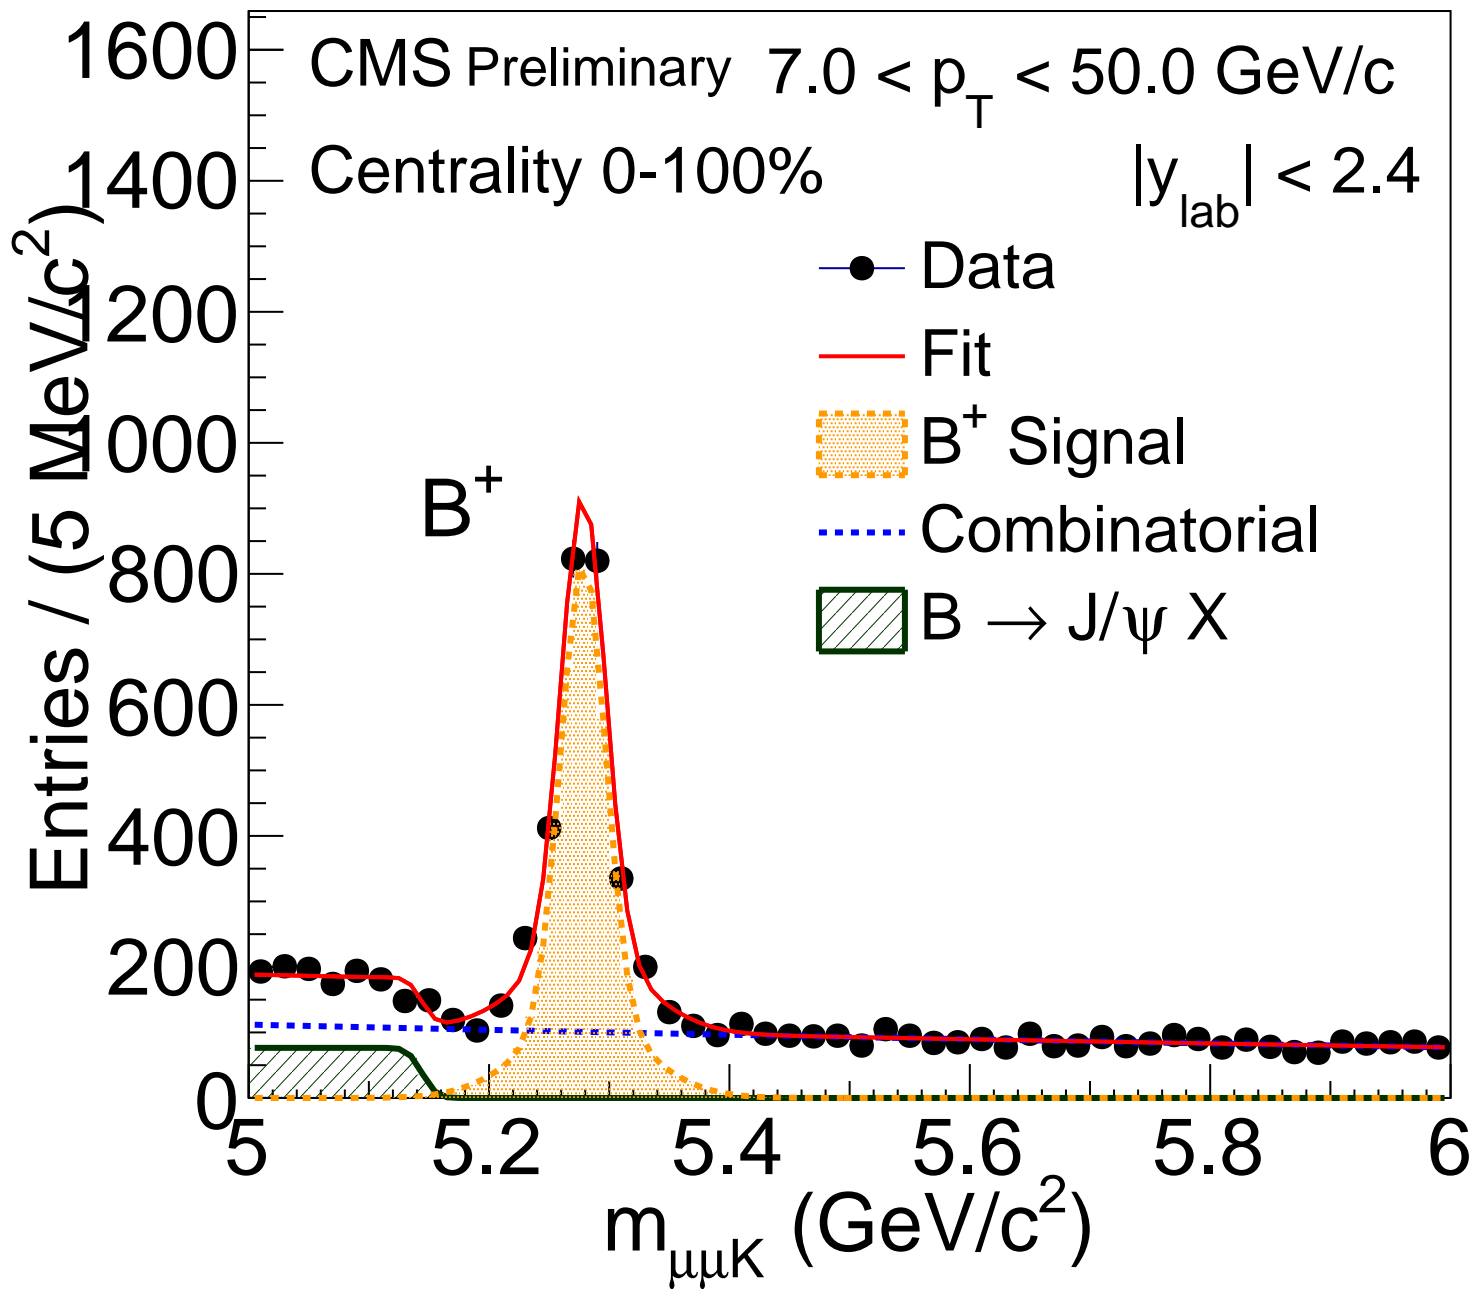 CMS Preliminary 7.0 < p_T < 50.0 GeV/c
Centrality 0-100% |y_lab| < 2.4
Data
Fit
B⁺ Signal
Combinatorial
B → J/ψ X
B⁺
Entries / (5 MeV/c²)
1600
1400
1200
1000
800
600
400
200
0
5 5.2 5.4 5.6 5.8 6
m_μμK (GeV/c²)